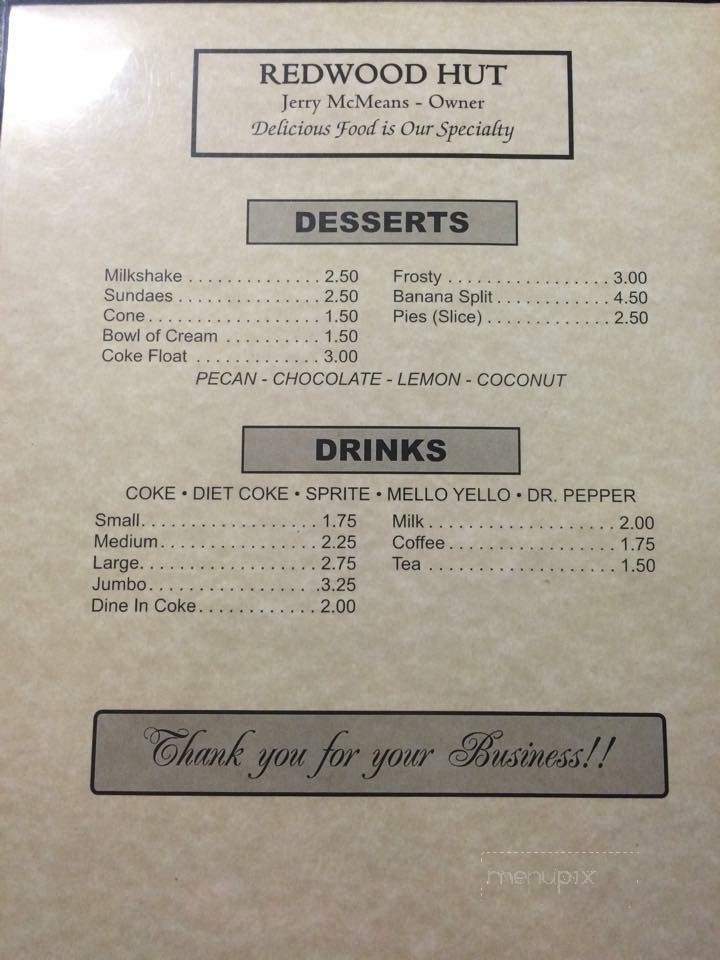 REDWOOD HUT
Jerry McMeans - Owner
Delicious Food is Our Specialty
DESSERTS
Milkshake . . . . . . . . . . . . . . 2.50
Sundaes . . . . . . . . . . . . . . . 2.50
Cone . . . . . . . . . . . . . . . . . . 1.50
Bowl of Cream . . . . . . . . . . 1.50
Coke Float . . . . . . . . . . . . . 3.00
Frosty . . . . . . . . . . . . . . . . . 3.00
Banana Split . . . . . . . . . . . . 4.50
Pies (Slice) . . . . . . . . . . . . . 2.50
PECAN - CHOCOLATE - LEMON - COCONUT
DRINKS
COKE • DIET COKE • SPRITE • MELLO YELLO • DR. PEPPER
Small. . . . . . . . . . . . . . . . . . 1.75
Medium. . . . . . . . . . . . . . . . 2.25
Large. . . . . . . . . . . . . . . . . . 2.75
Jumbo. . . . . . . . . . . . . . . . . .3.25
Dine In Coke. . . . . . . . . . . . 2.00
Milk . . . . . . . . . . . . . . . . . . . 2.00
Coffee . . . . . . . . . . . . . . . . . 1.75
Tea . . . . . . . . . . . . . . . . . . . 1.50
Thank you for your Business!!
menupix